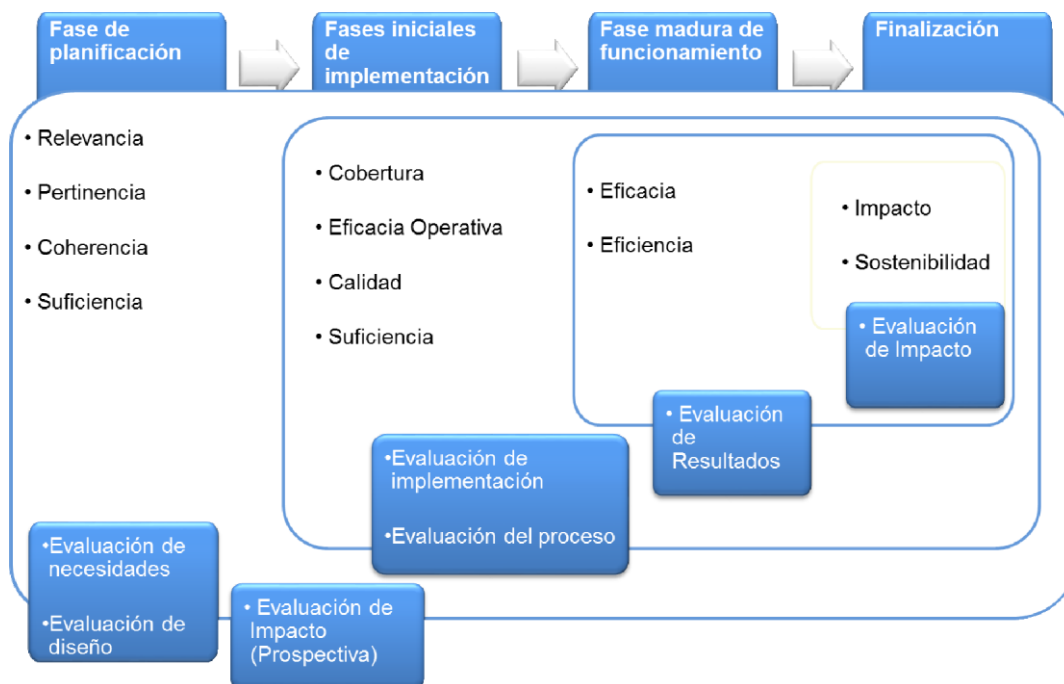 Fase de
planificación
Fases iniciales
de
implementación
Fase madura de
funcionamiento
Finalización
• Relevancia
• Pertinencia
• Coherencia
• Suficiencia
• Cobertura
• Eficacia Operativa
• Calidad
• Suficiencia
• Eficacia
• Eficiencia
• Impacto
• Sostenibilidad
• Evaluación
de Impacto
• Evaluación
de
Resultados
•Evaluación de
implementación
•Evaluación del proceso
•Evaluación de
necesidades
•Evaluación de
diseño
• Evaluación de
Impacto
(Prospectiva)